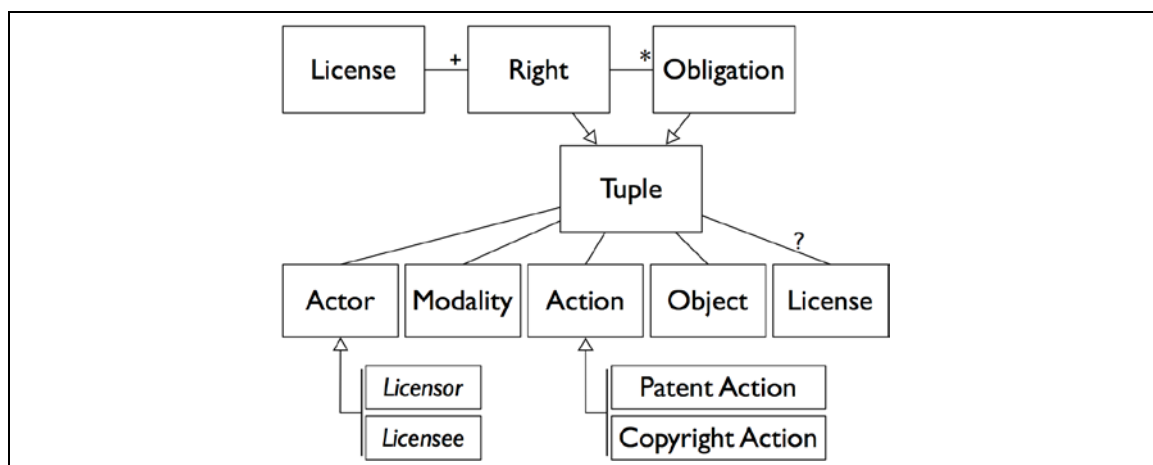 License + Right * Obligation
Tuple
?
Actor Modality Action Object License
Licensor Patent Action
Licensee Copyright Action